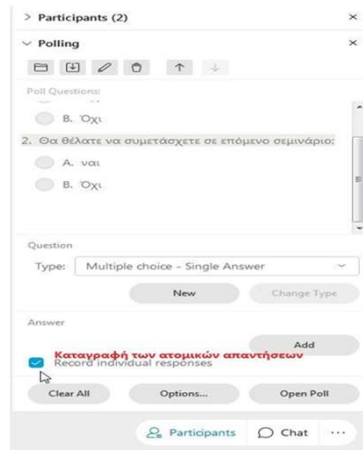 Participants (2)
Polling
Poll Questions:
B. Όχι
2. Θα θέλατε να συμετάσχετε σε επόμενο σεμινάριο;
A. ναι
B. Όχι
Question
Type: Multiple choice - Single Answer
New Change Type
Answer
Add
Καταγραφή των ατομικών απαντήσεων
Record individual responses
Clear All Options... Open Poll
Participants Chat ...